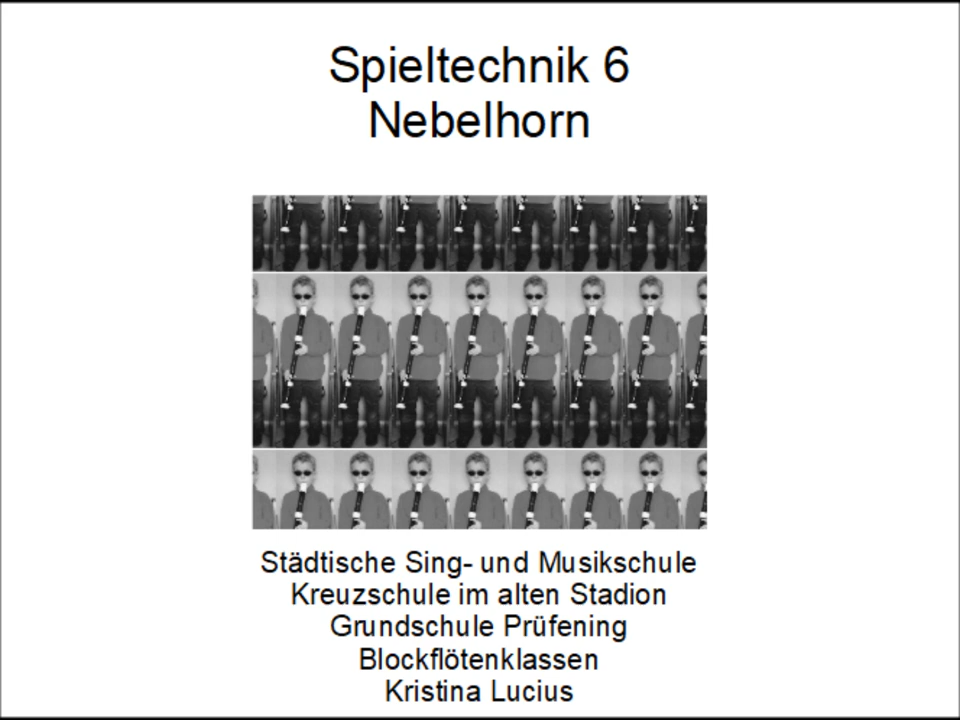 Spieltechnik 6
Nebelhorn
Städtische Sing- und Musikschule
Kreuzschule im alten Stadion
Grundschule Prüfening
Blockflötenklassen
Kristina Lucius